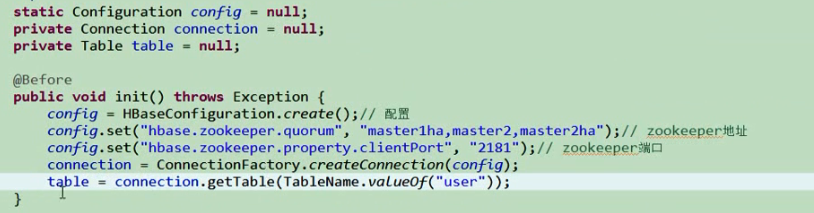 static Configuration config = null;
private Connection connection = null;
private Table table = null;
@Before
public void init() throws Exception {
config = HBaseConfiguration.create();// 配置
config.set("hbase.zookeeper.quorum", "master1ha,master2,master2ha");// zookeeper地址
config.set("hbase.zookeeper.property.clientPort", "2181");// zookeeper端口
connection = ConnectionFactory.createConnection(config);
table = connection.getTable(TableName.valueOf("user"));
}